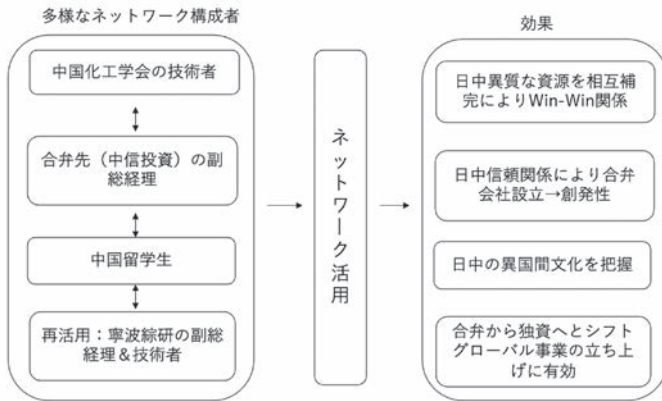 多様なネットワーク構成者
中国化工学会の技術者
合弁先（中信投資）の副
総経理
中国留学生
再活用：寧波綜研の副総
経理＆技術者
ネットワーク活用
効果
日中異質な資源を相互補
完によりWin-Win関係
日中信頼関係により合弁
会社設立→創発性
日中の異国間文化を把握
合弁から独資へとシフト
グローバル事業の立ち上
げに有効